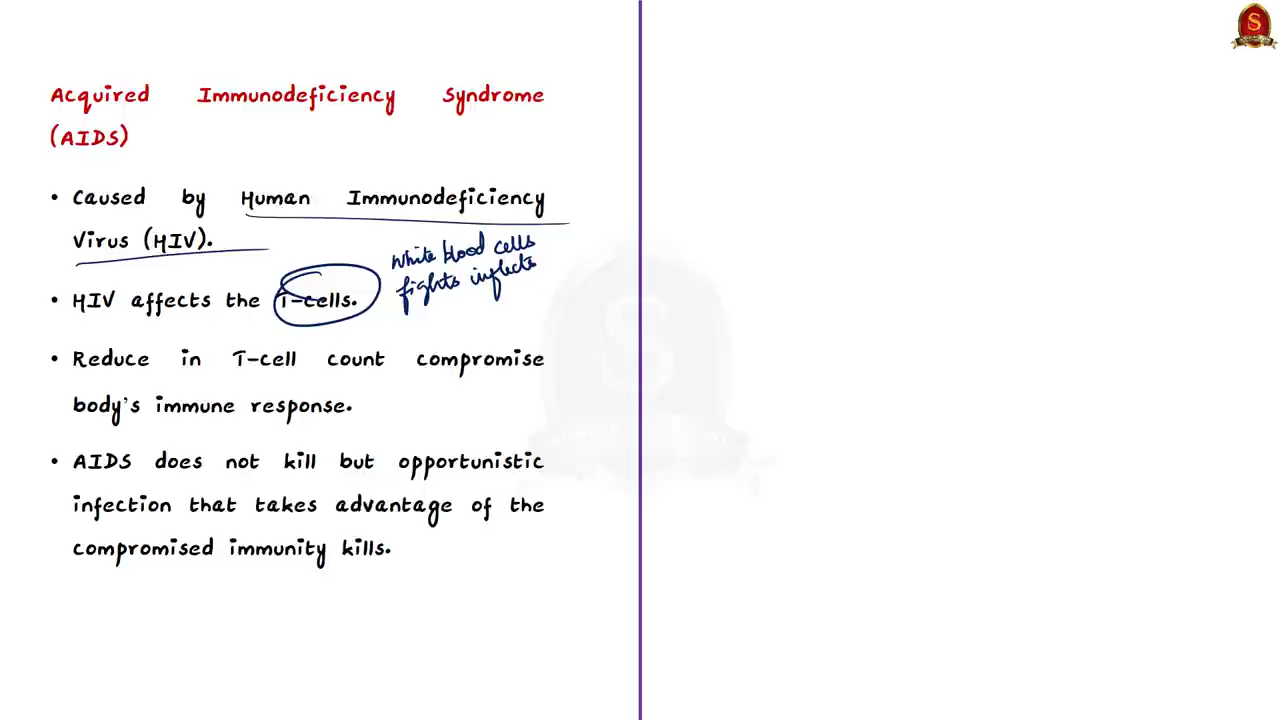 Acquired Immunodeficiency Syndrome
(AIDS)
• Caused by Human Immunodeficiency
Virus (HIV).
White blood cells
fights infects
• HIV affects the T-cells.
• Reduce in T-cell count compromise
body's immune response.
• AIDS does not kill but opportunistic
infection that takes advantage of the
compromised immunity kills.
S